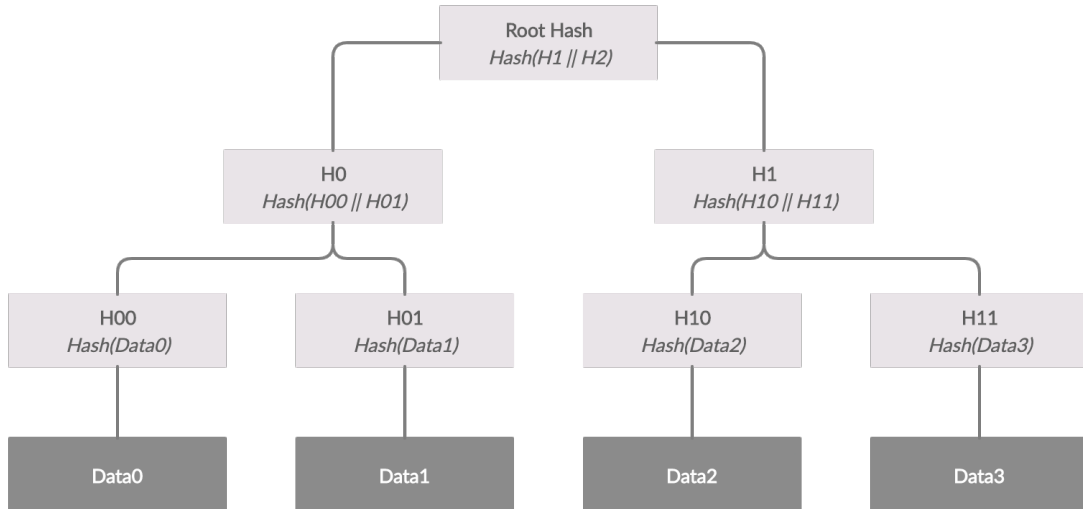 Root Hash
Hash(H1 || H2)
H0
Hash(H00 || H01)
H1
Hash(H10 || H11)
H00
Hash(Data0)
H01
Hash(Data1)
H10
Hash(Data2)
H11
Hash(Data3)
Data0
Data1
Data2
Data3